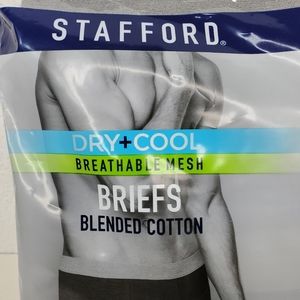 STAFFORD®
DRY+COOL
BREATHABLE MESH
BRIEFS
BLENDED COTTON